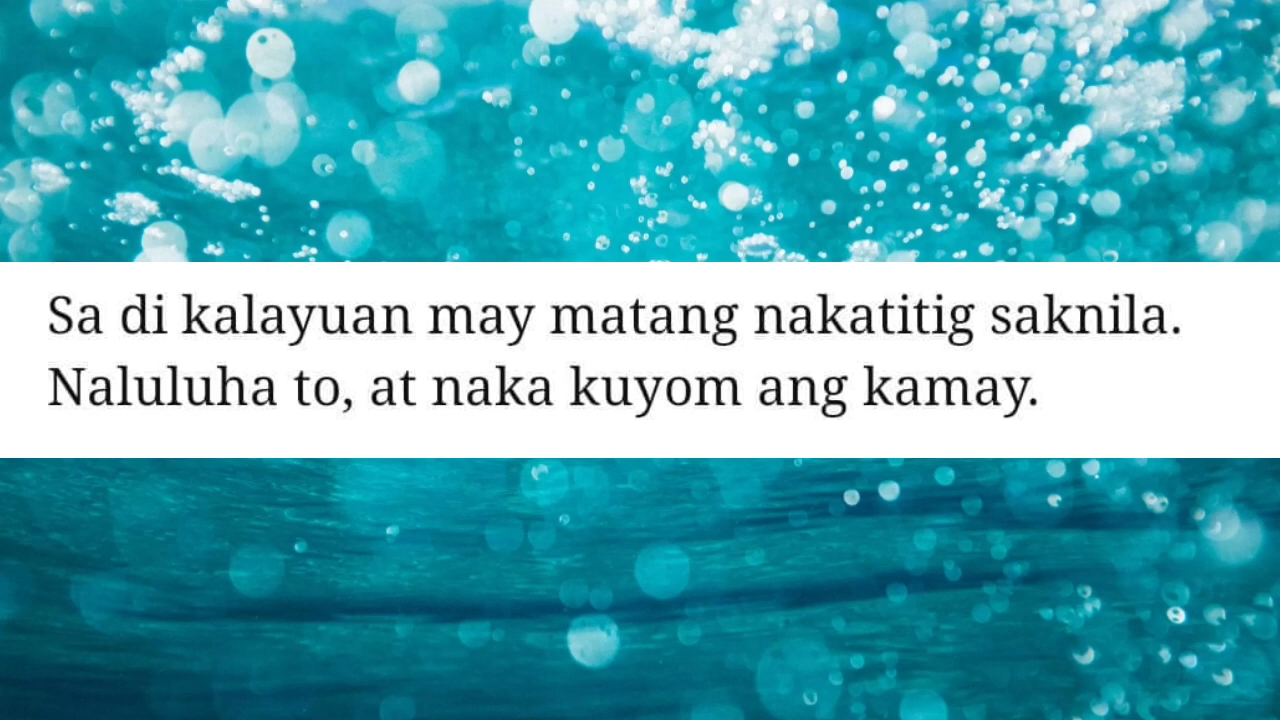 Sa di kalayuan may matang nakatitig saknila.
Naluluha to, at naka kuyom ang kamay.